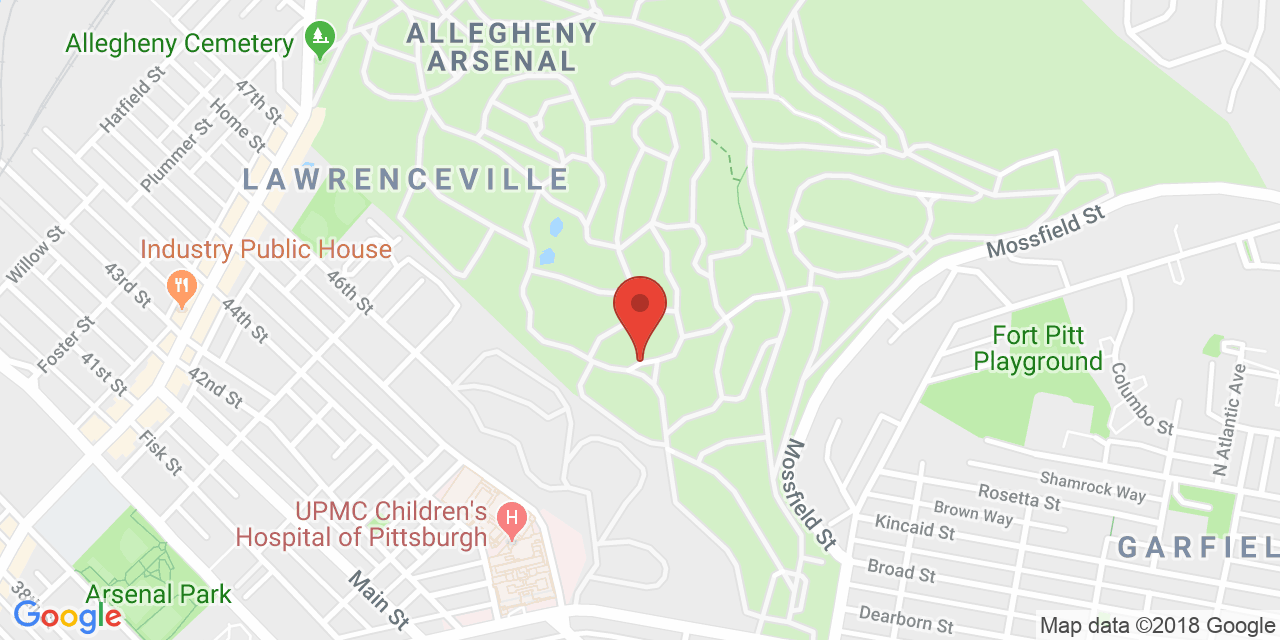 ALLEGHENY
ARSENAL
Allegheny Cemetery
47th St
Hatfield St
Home St
Plummer St
LAWRENCEVILLE
Mossfield St
Willow St
Industry Public House
43rd St
46th St
44th St
Foster St
Fort Pitt
Playground
41st St
42nd St
Columbo St
N Atlantic Ave
Fisk St
Mossfield St
Shamrock Way
Rosetta St
Brown Way
UPMC Children's
Hospital of Pittsburgh
H
Kincaid St
GARFIEL
Broad St
Arsenal Park
Main St
38th
Dearborn St
Google
Map data ©2018 Google